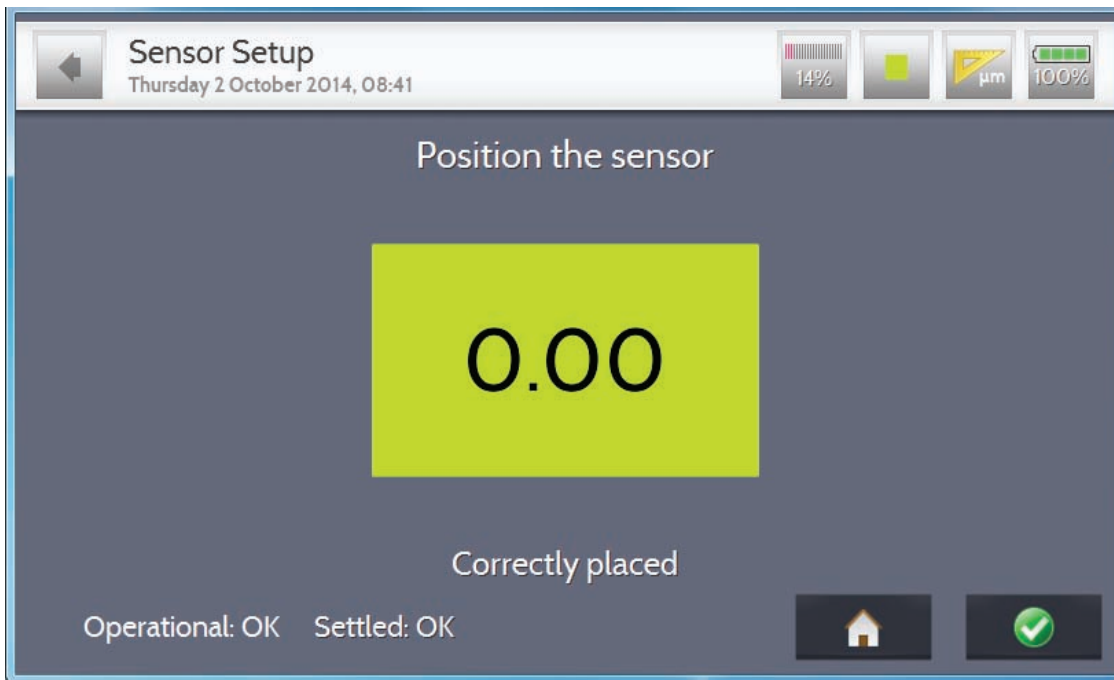 Sensor Setup
Thursday 2 October 2014, 08:41
14%
µm
100%
Position the sensor
0.00
Correctly placed
Operational: OK Settled: OK